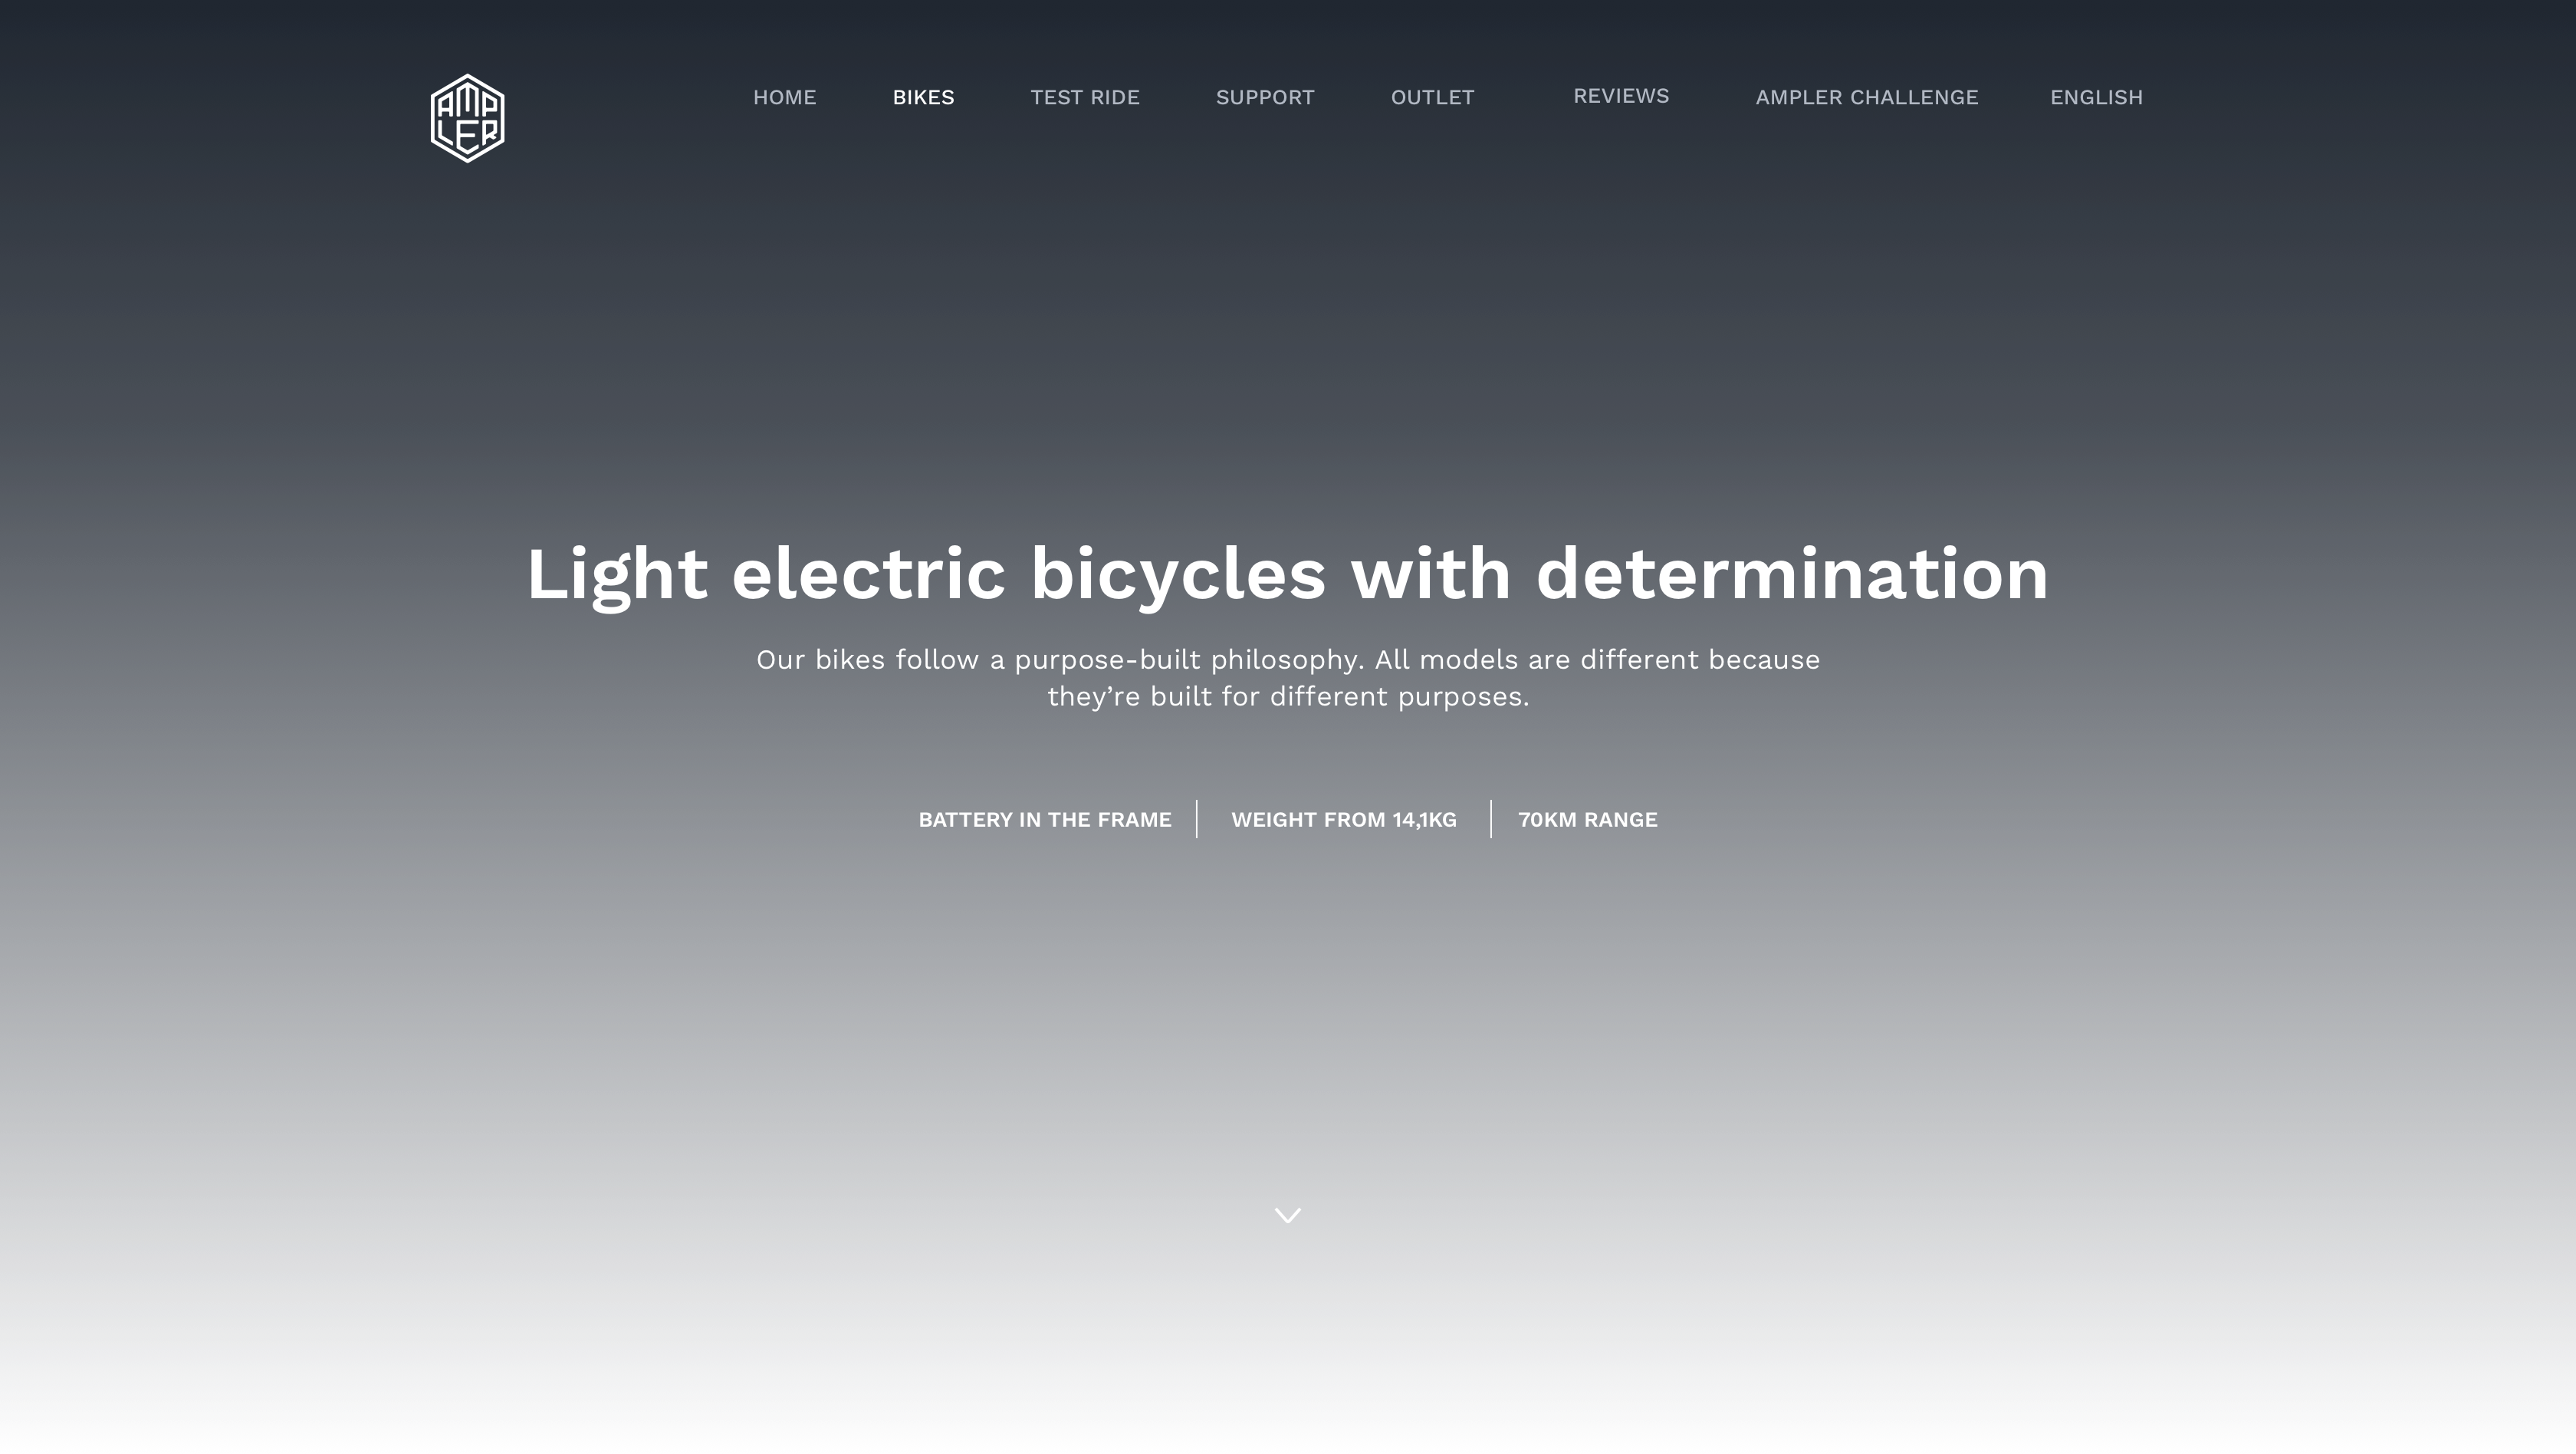 AMP
LER
HOME BIKES TEST RIDE SUPPORT OUTLET REVIEWS AMPLER CHALLENGE ENGLISH
Light electric bicycles with determination
Our bikes follow a purpose-built philosophy. All models are different because
they’re built for different purposes.
BATTERY IN THE FRAME WEIGHT FROM 14,1KG 70KM RANGE